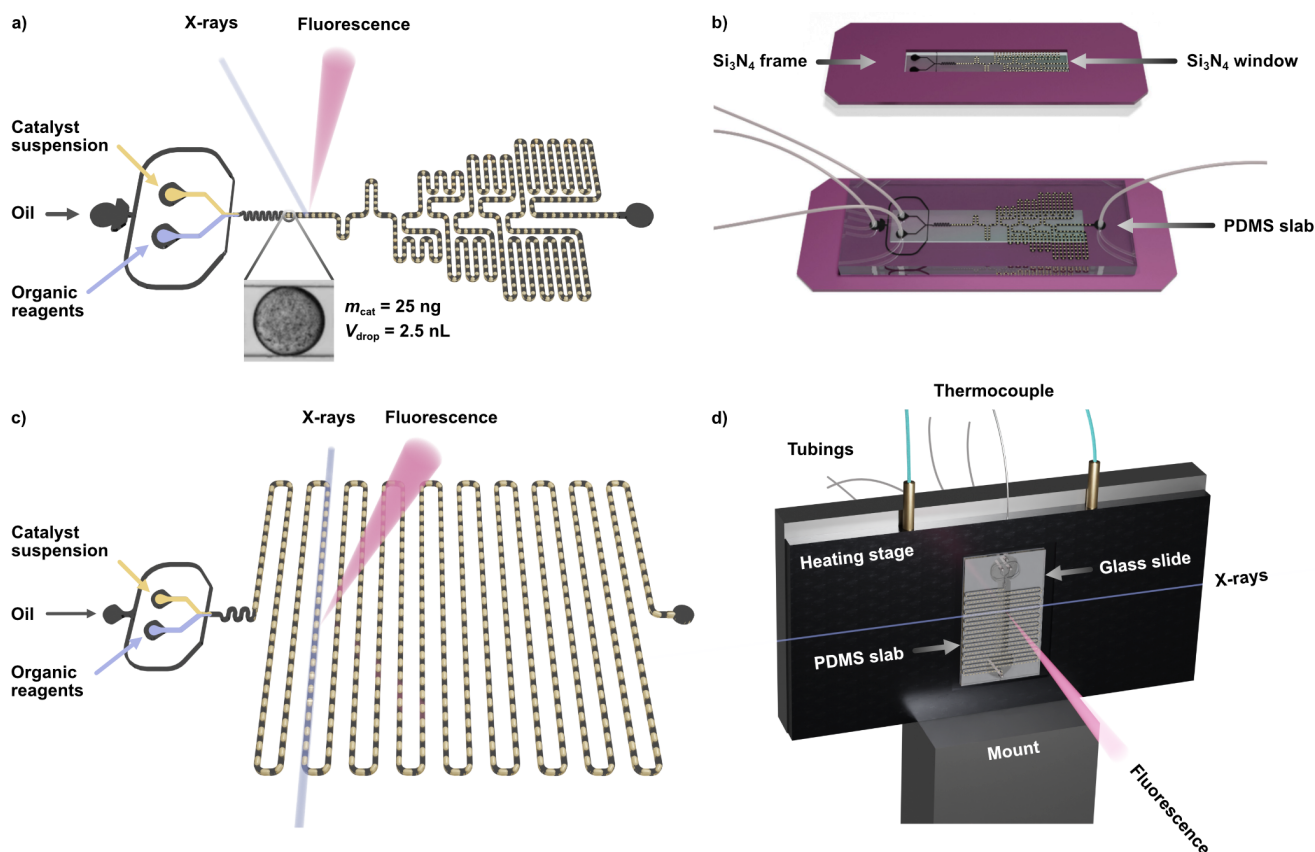 a)
X-rays
Fluorescence
Catalyst
suspension
Oil
Organic
reagents
m_cat = 25 ng
V_drop = 2.5 nL
b)
Si₃N₄ frame
Si₃N₄ window
PDMS slab
c)
X-rays
Fluorescence
Catalyst
suspension
Oil
Organic
reagents
d)
Thermocouple
Tubings
Heating stage
Glass slide
X-rays
PDMS slab
Mount
Fluorescence